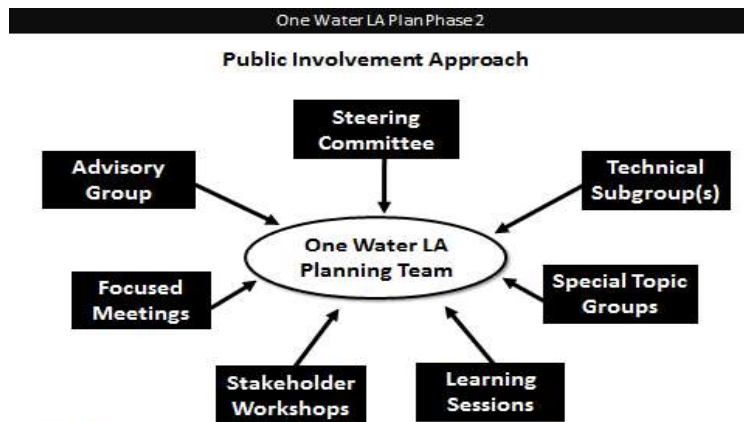 One Water LA Plan Phase 2
Public Involvement Approach
Steering
Committee
Advisory
Group
Technical
Subgroup(s)
One Water LA
Planning Team
Focused
Meetings
Special Topic
Groups
Stakeholder
Workshops
Learning
Sessions